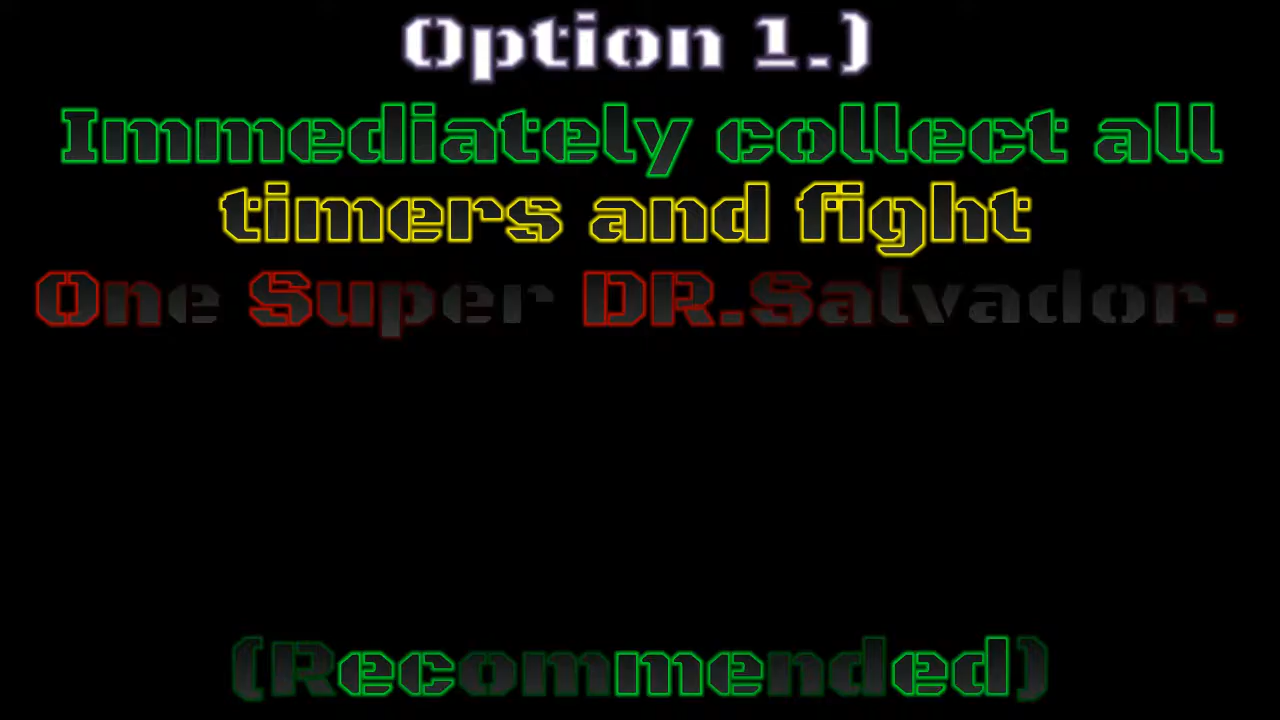 Option 1.)
Immediately collect all
timers and fight
One Super DR.Salvador.
(Recommended)